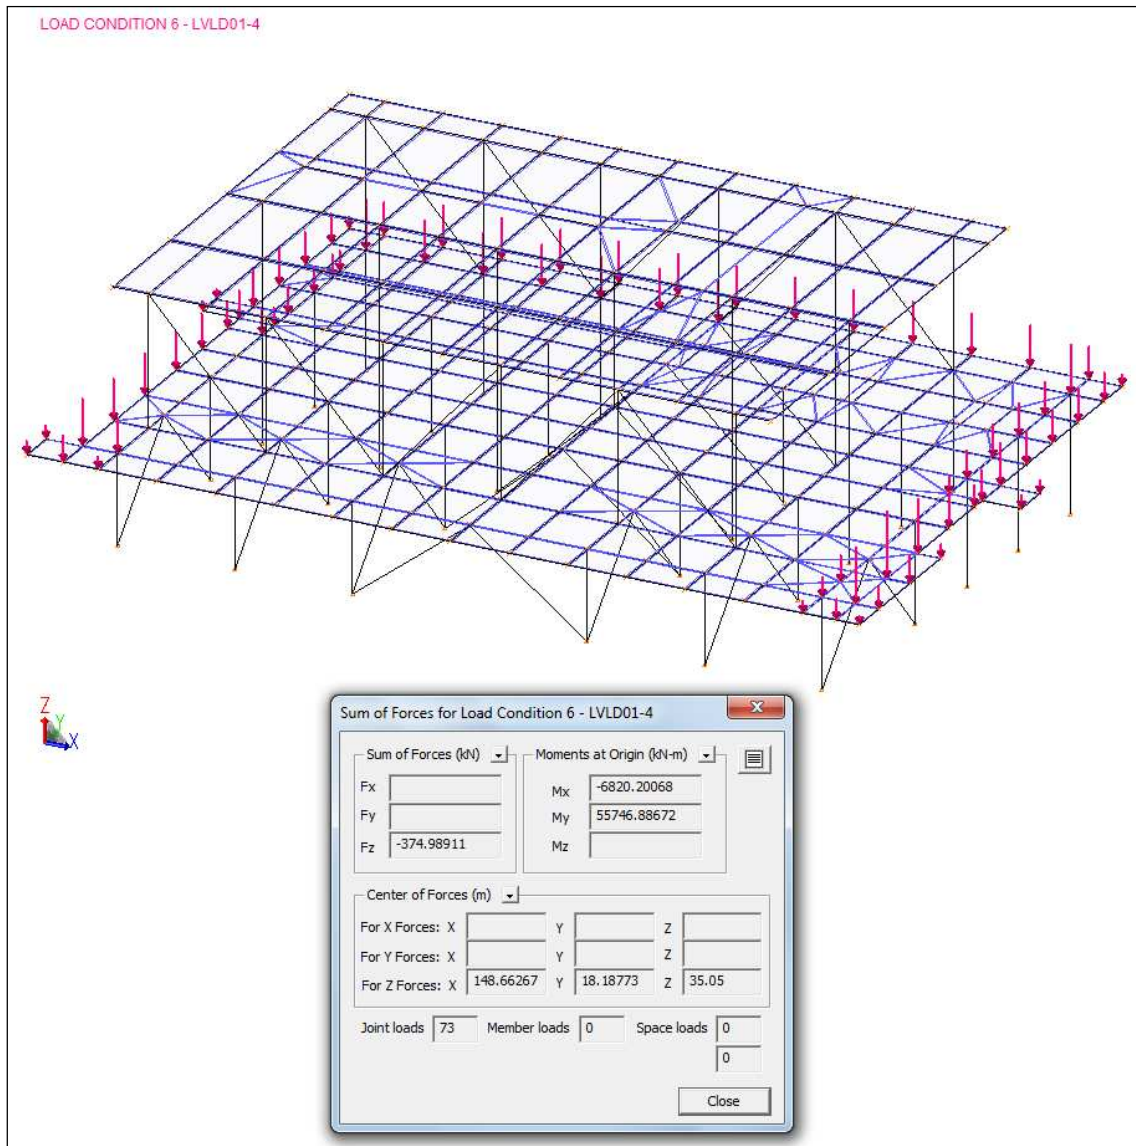 LOAD CONDITION 6 - LVLD01-4
Z
Y
X
Sum of Forces for Load Condition 6 - LVLD01-4
x
Sum of Forces (kN)
Fx
Fy
Fz -374.98911
Moments at Origin (kN-m)
Mx -6820.20068
My 55746.88672
Mz
Center of Forces (m)
For X Forces: X Y Z
For Y Forces: X Y Z
For Z Forces: X 148.66267 Y 18.18773 Z 35.05
Joint loads 73 Member loads 0 Space loads 0
0
Close